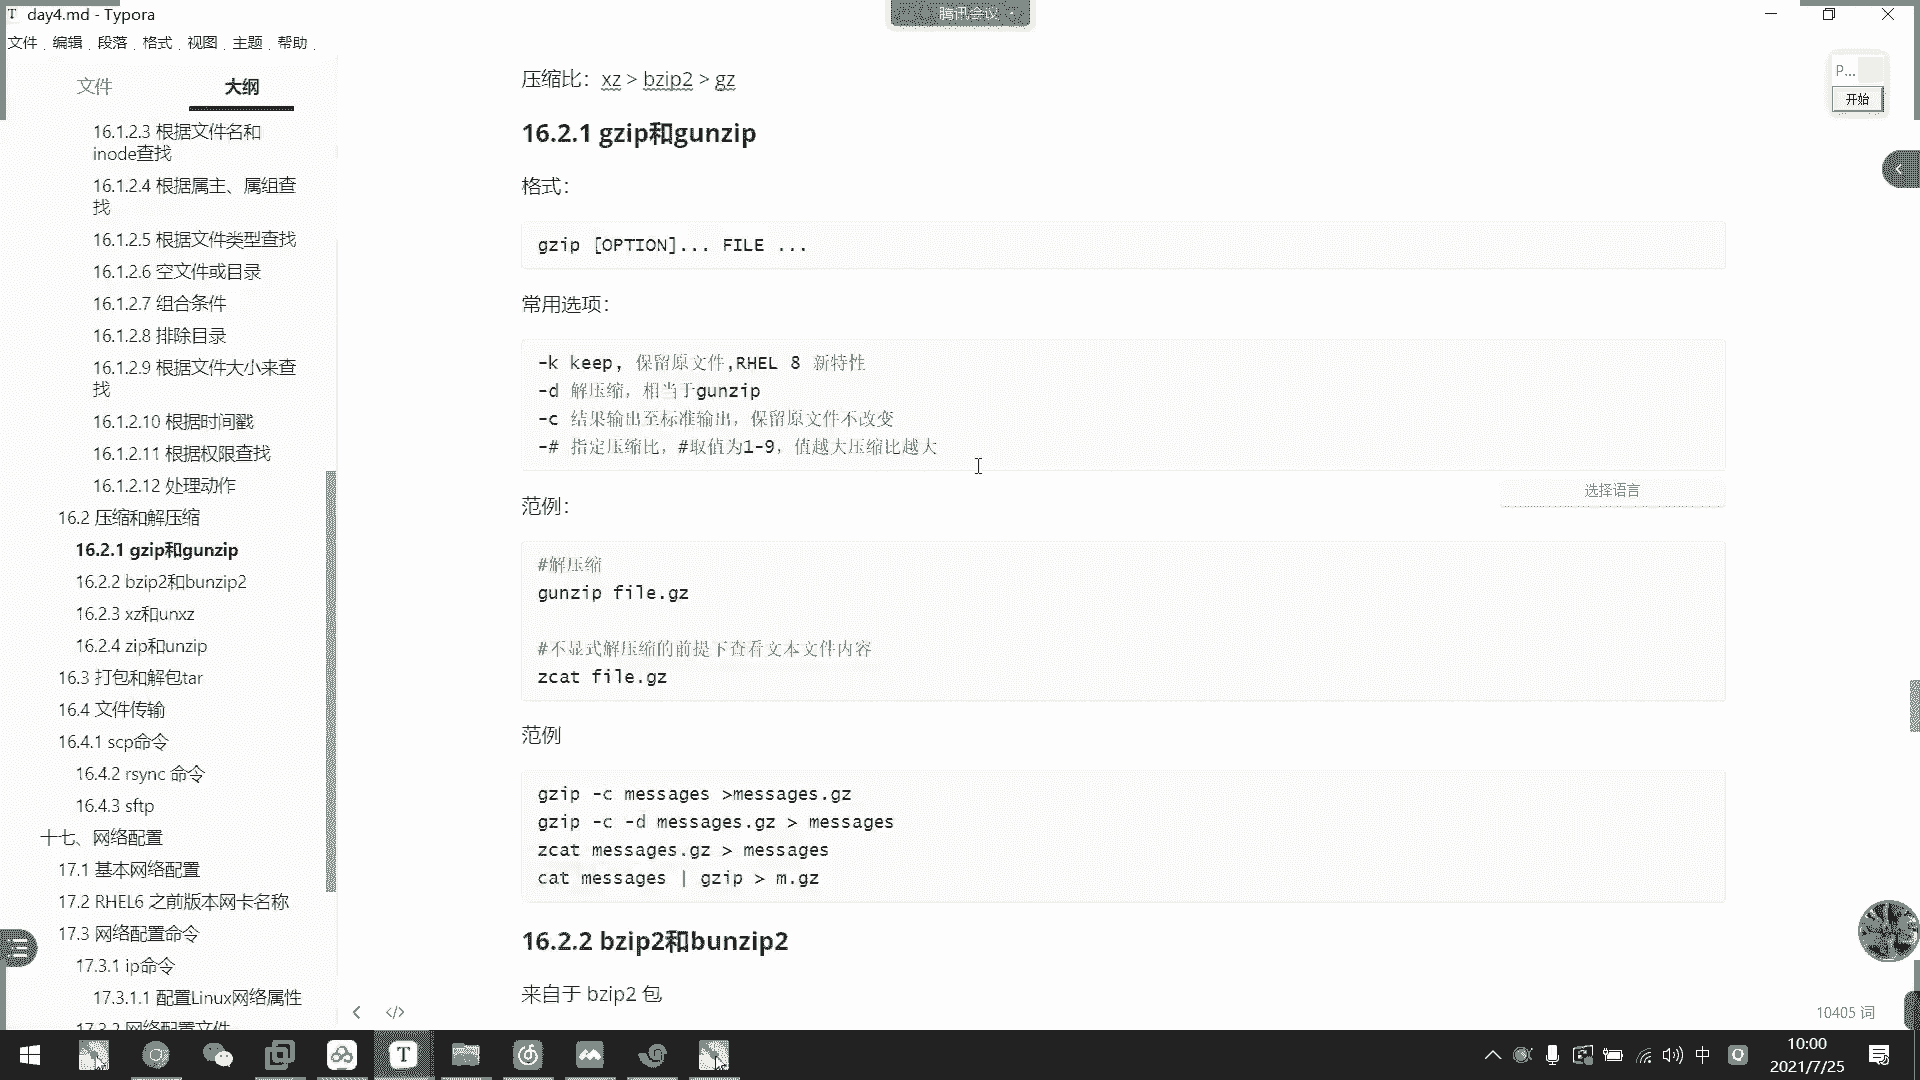 day4.md - Typora
腾讯会议
文件 编辑 段落 格式 视图 主题 帮助
文件 大纲
16.1.2.3 根据文件名和
inode查找
16.1.2.4 根据属主、属组查
找
16.1.2.5 根据文件类型查找
16.1.2.6 空文件或目录
16.1.2.7 组合条件
16.1.2.8 排除目录
16.1.2.9 根据文件大小来查
找
16.1.2.10 根据时间戳
16.1.2.11 根据权限查找
16.1.2.12 处理动作
16.2 压缩和解压缩
16.2.1 gzip和gunzip
16.2.2 bzip2和bunzip2
16.2.3 xz和unxz
16.2.4 zip和unzip
16.3 打包和解包tar
16.4 文件传输
16.4.1 scp命令
16.4.2 rsync 命令
16.4.3 sftp
十七、网络配置
17.1 基本网络配置
17.2 RHEL6 之前版本网卡名称
17.3 网络配置命令
17.3.1 ip命令
17.3.1.1 配置Linux网络属性
17.3.2 网络配置文件
压缩比：xz > bzip2 > gz
16.2.1 gzip和gunzip
格式：
gzip [OPTION]... FILE ...
常用选项：
-k keep, 保留原文件,RHEL 8 新特性
-d 解压缩，相当于gunzip
-c 结果输出至标准输出，保留原文件不改变
-# 指定压缩比，#取值为1-9，值越大压缩比越大
选择语言
范例：
#解压缩
gunzip file.gz
#不显式解压缩的前提下查看文本文件内容
zcat file.gz
范例
gzip -c messages >messages.gz
gzip -c -d messages.gz > messages
zcat messages.gz > messages
cat messages | gzip > m.gz
16.2.2 bzip2和bunzip2
来自于 bzip2 包
P...
开始
10405 词
中
10:00
2021/7/25